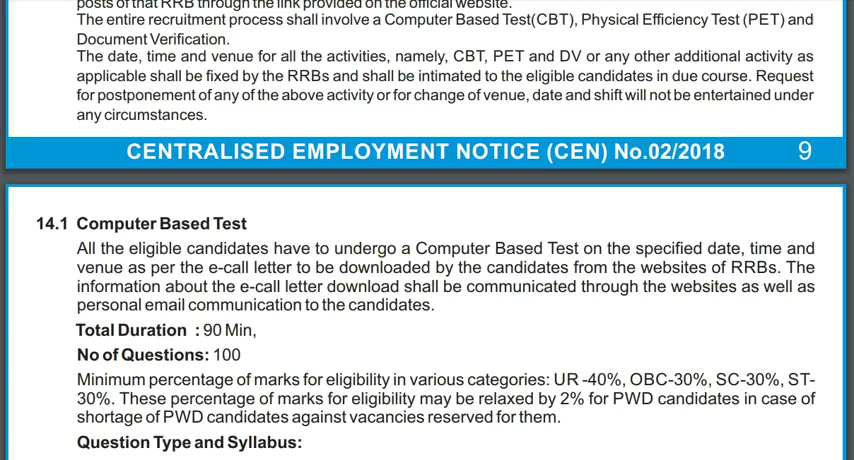 posts of that RRB through the link provided on the official website.
The entire recruitment process shall involve a Computer Based Test(CBT), Physical Efficiency Test (PET) and
Document Verification.
The date, time and venue for all the activities, namely, CBT, PET and DV or any other additional activity as
applicable shall be fixed by the RRBs and shall be intimated to the eligible candidates in due course. Request
for postponement of any of the above activity or for change of venue, date and shift will not be entertained under
any circumstances.
CENTRALISED EMPLOYMENT NOTICE (CEN) No.02/2018 9
14.1 Computer Based Test
All the eligible candidates have to undergo a Computer Based Test on the specified date, time and
venue as per the e-call letter to be downloaded by the candidates from the websites of RRBs. The
information about the e-call letter download shall be communicated through the websites as well as
personal email communication to the candidates.
Total Duration : 90 Min,
No of Questions: 100
Minimum percentage of marks for eligibility in various categories: UR -40%, OBC-30%, SC-30%, ST-
30%. These percentage of marks for eligibility may be relaxed by 2% for PWD candidates in case of
shortage of PWD candidates against vacancies reserved for them.
Question Type and Syllabus: